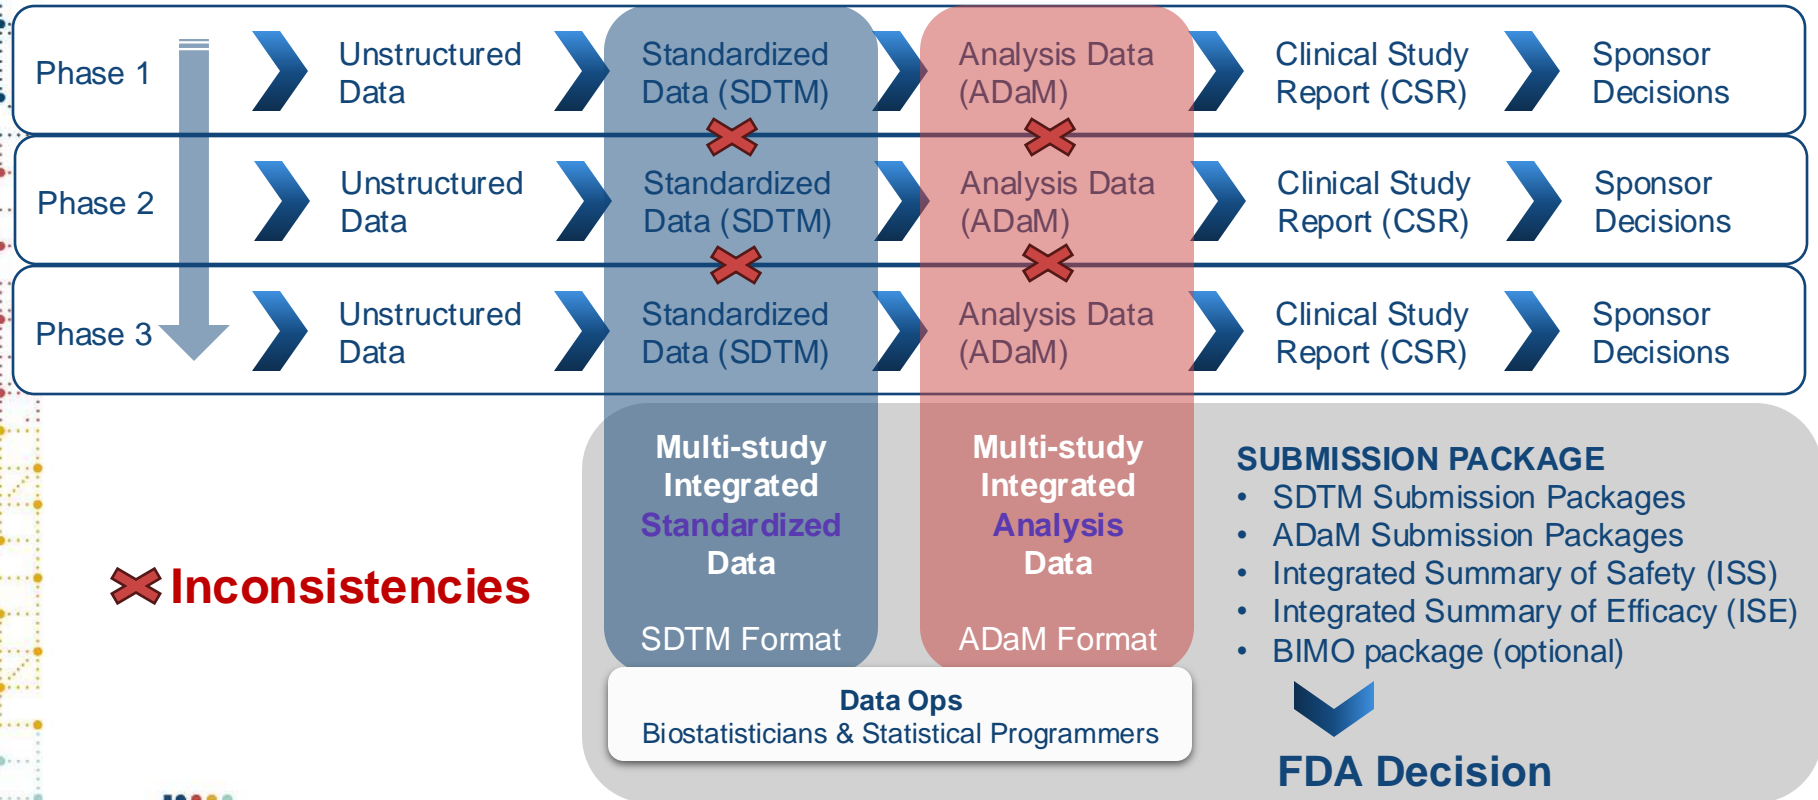 Phase 1
Unstructured
Data
Standardized
Data (SDTM)
Analysis Data
(ADaM)
Clinical Study
Report (CSR)
Sponsor
Decisions
Phase 2
Unstructured
Data
Standardized
Data (SDTM)
Analysis Data
(ADaM)
Clinical Study
Report (CSR)
Sponsor
Decisions
Phase 3
Unstructured
Data
Standardized
Data (SDTM)
Analysis Data
(ADaM)
Clinical Study
Report (CSR)
Sponsor
Decisions
Inconsistencies
Multi-study
Integrated
Standardized
Data
SDTM Format
Multi-study
Integrated
Analysis
Data
ADaM Format
Data Ops
Biostatisticians & Statistical Programmers
SUBMISSION PACKAGE
• SDTM Submission Packages
• ADaM Submission Packages
• Integrated Summary of Safety (ISS)
• Integrated Summary of Efficacy (ISE)
• BIMO package (optional)
FDA Decision